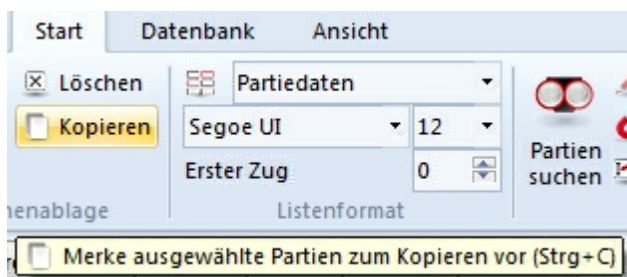 Start Datenbank Ansicht
Löschen Partiedaten
Kopieren Segoe UI 12
Erster Zug 0
Partien
suchen
Listenformat
Merke ausgewählte Partien zum Kopieren vor (Strg+C)